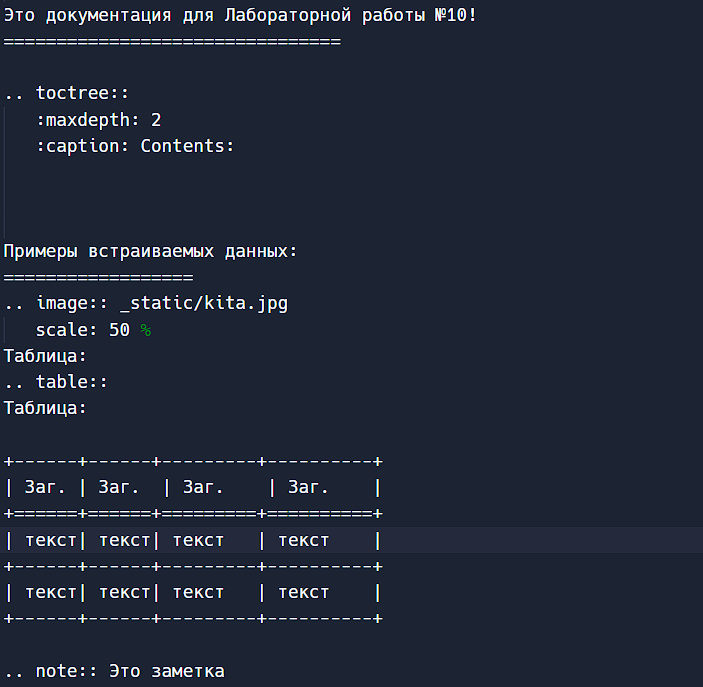 Это документация для Лабораторной работы №10!
================================
.. toctree::
   :maxdepth: 2
   :caption: Contents:
Примеры встраиваемых данных:
==================
.. image:: _static/kita.jpg
   scale: 50 %
Таблица:
.. table::
Таблица:
+------+------+---------+----------+
| Заг. | Заг.  | Заг.    | Заг.    |
+======+======+=========+==========+
| текст| текст| текст   | текст    |
+------+------+---------+----------+
| текст| текст| текст   | текст    |
+------+------+---------+----------+
.. note:: Это заметка